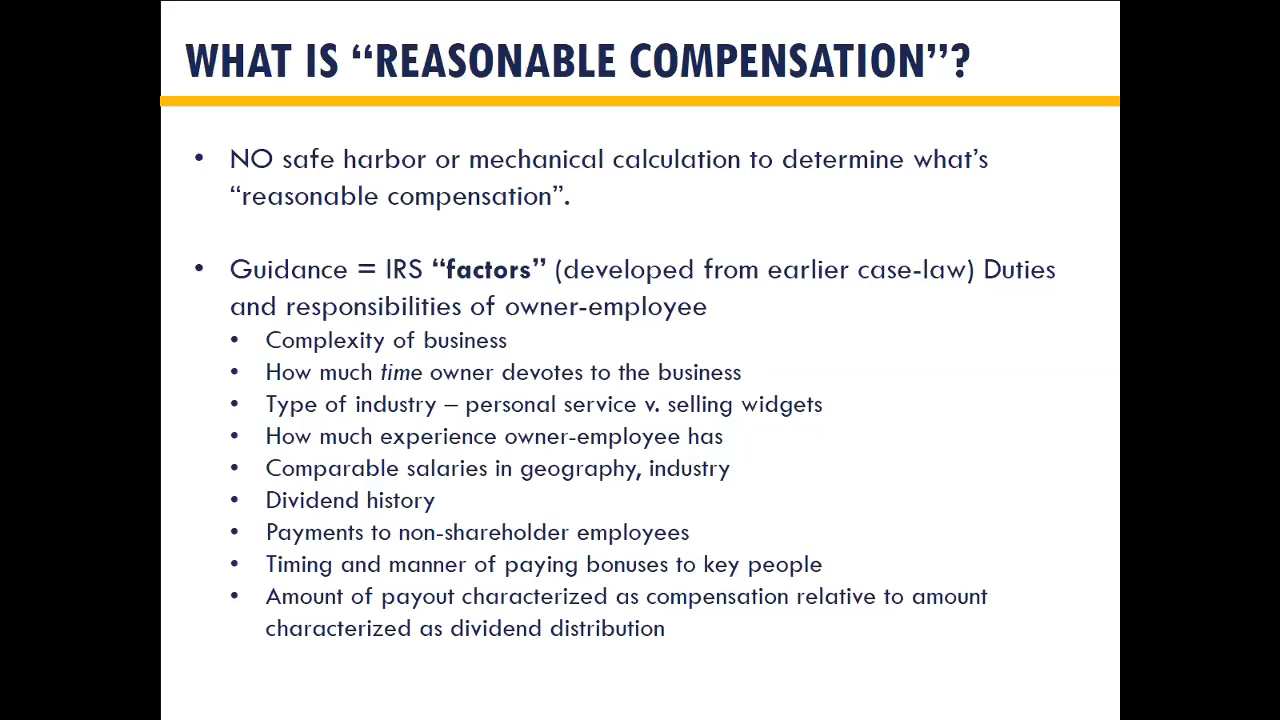 WHAT IS “REASONABLE COMPENSATION”?
• NO safe harbor or mechanical calculation to determine what’s
“reasonable compensation”.
• Guidance = IRS “factors” (developed from earlier case-law) Duties
and responsibilities of owner-employee
• Complexity of business
• How much time owner devotes to the business
• Type of industry – personal service v. selling widgets
• How much experience owner-employee has
• Comparable salaries in geography, industry
• Dividend history
• Payments to non-shareholder employees
• Timing and manner of paying bonuses to key people
• Amount of payout characterized as compensation relative to amount
characterized as dividend distribution